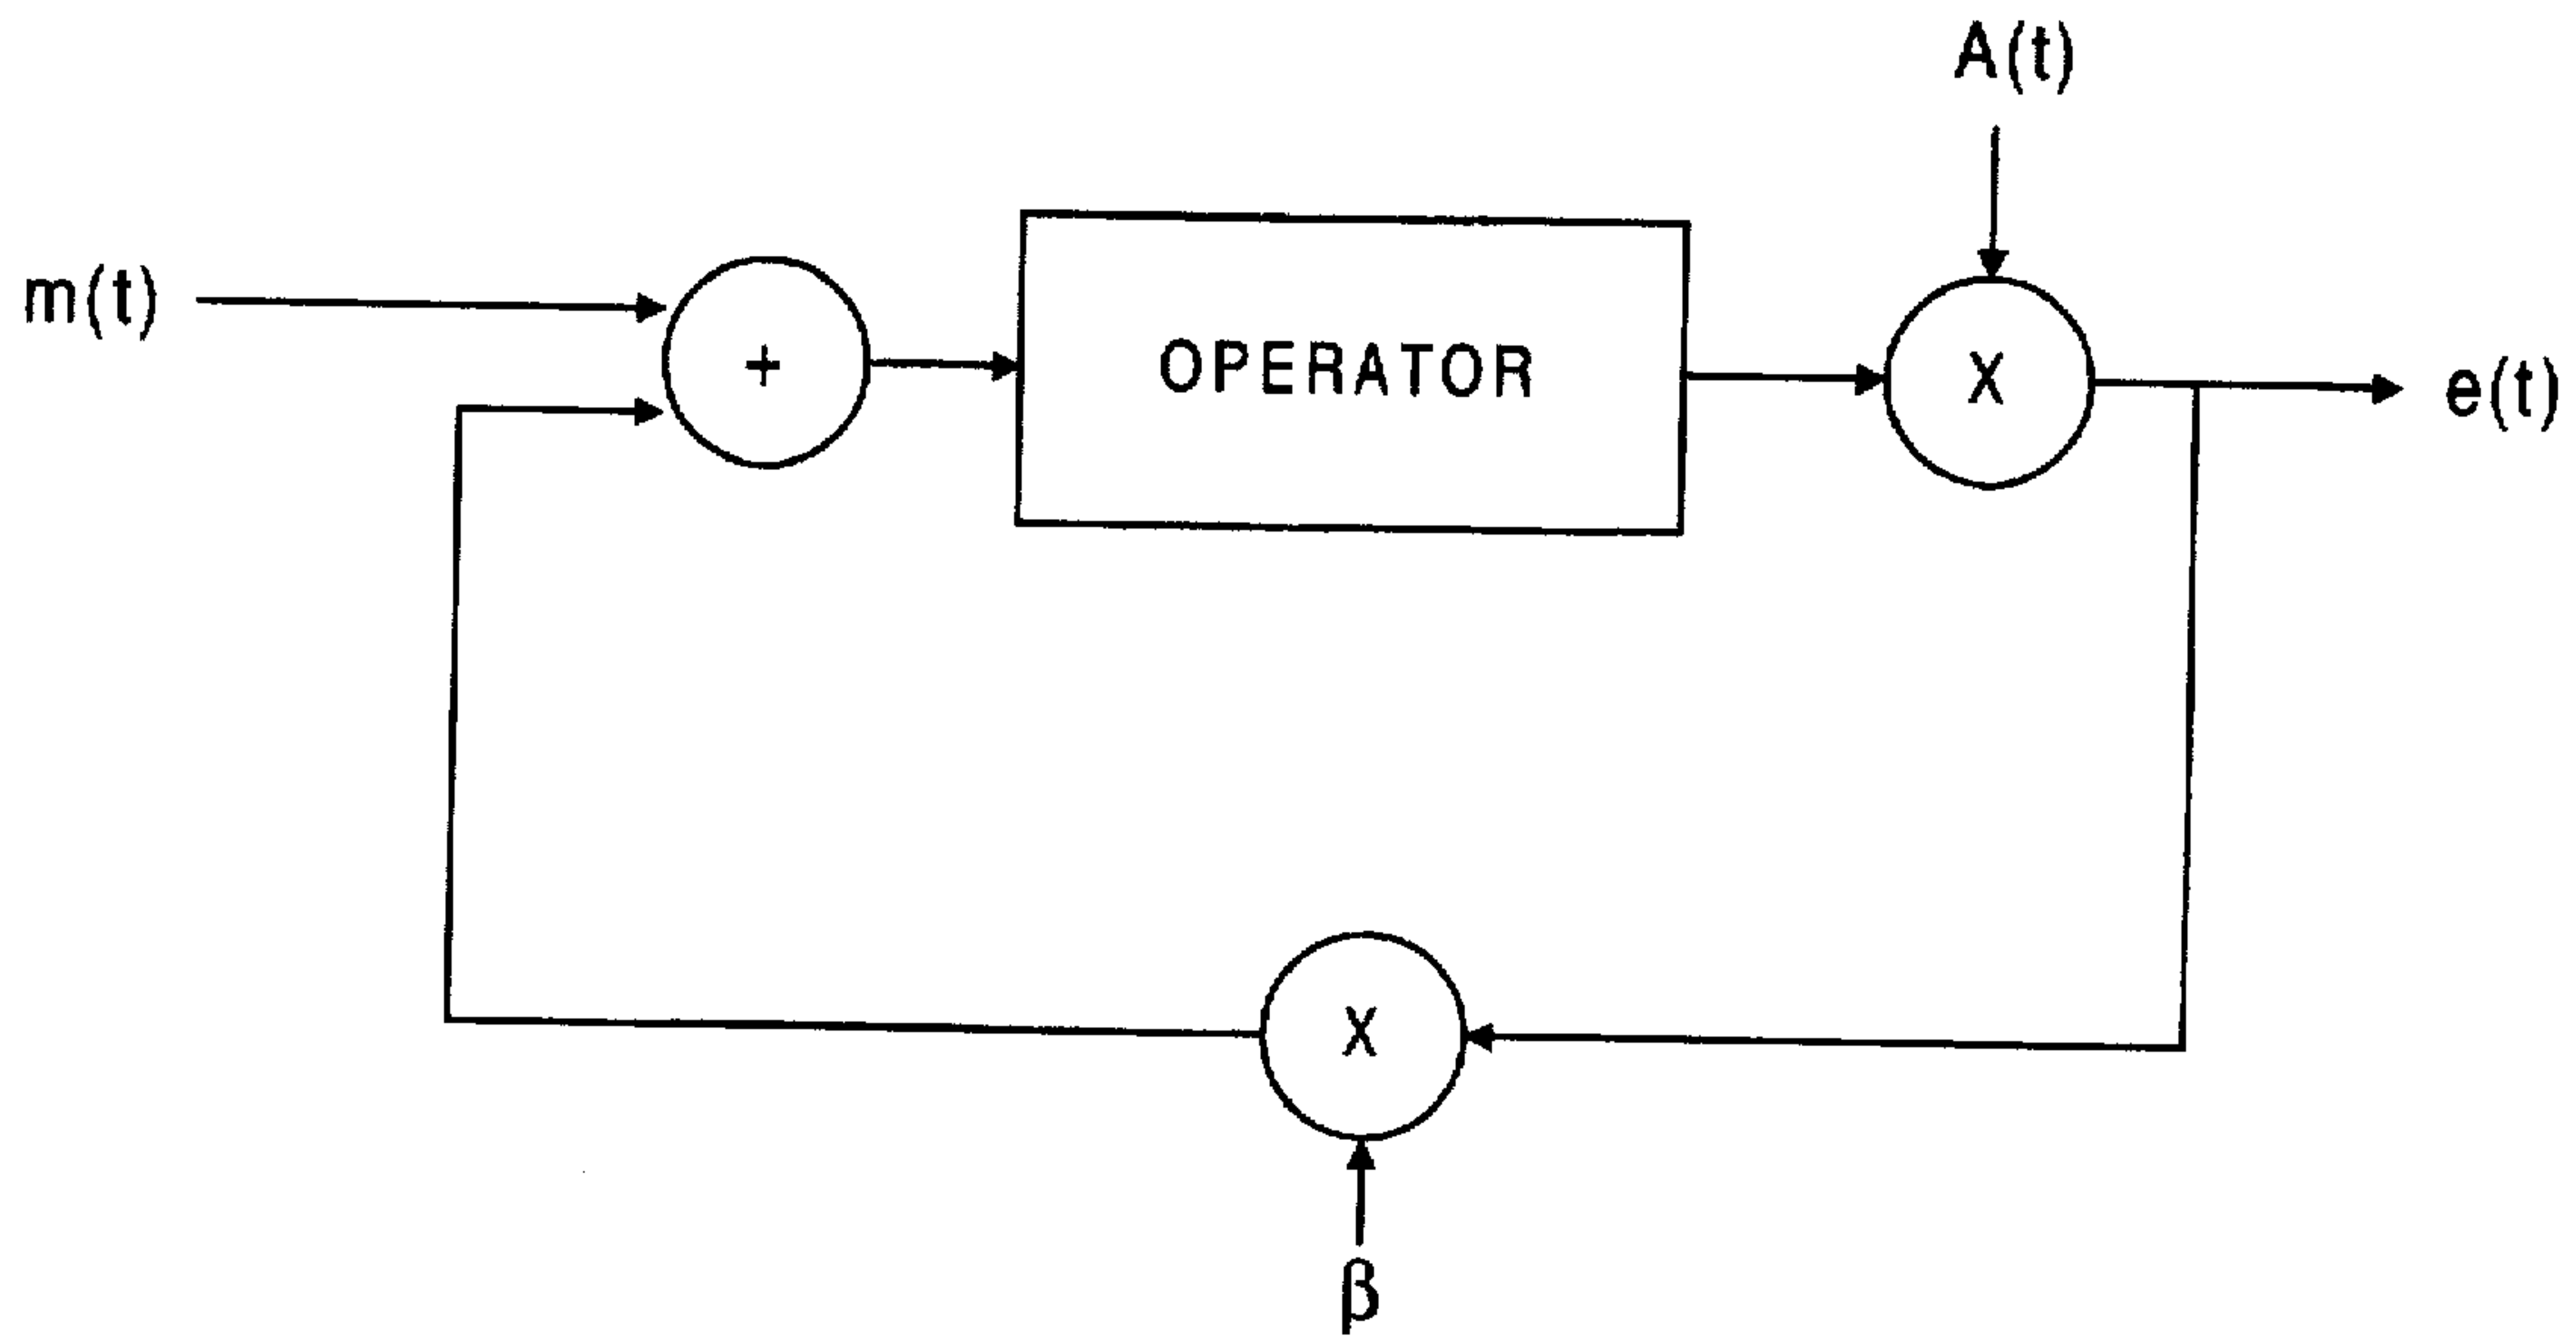 A(t)
m(t)
+
OPERATOR
X
e(t)
X
β